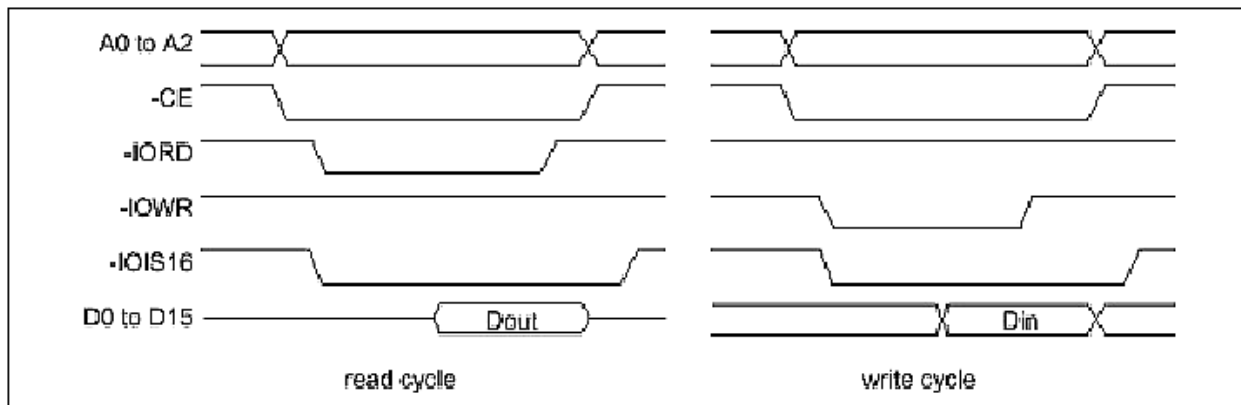 A0 to A2
-CE
-IORD
-IOWR
-IOIS16
D0 to D15
Dout
Din
read cycle
write cycle